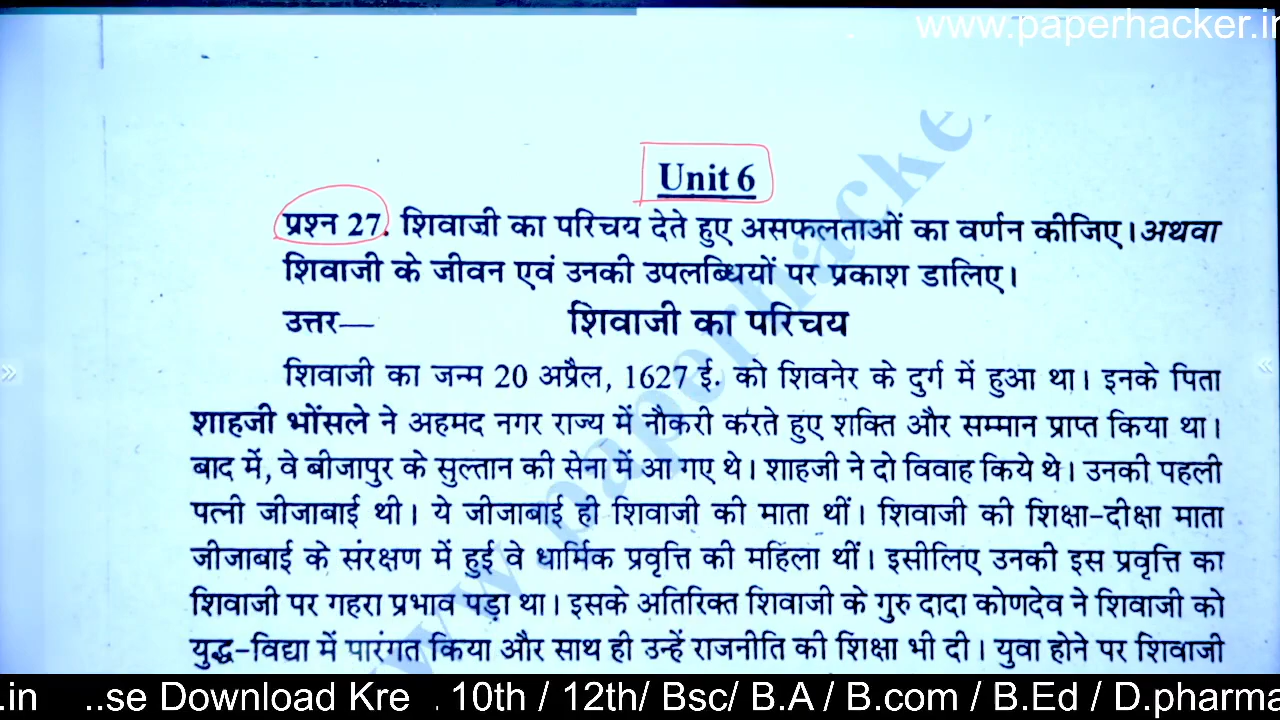 www.paperhacker.in
Unit 6
प्रश्न 27. शिवाजी का परिचय देते हुए असफलताओं का वर्णन कीजिए। अथवा
शिवाजी के जीवन एवं उनकी उपलब्धियों पर प्रकाश डालिए।
उत्तर— शिवाजी का परिचय
शिवाजी का जन्म 20 अप्रैल, 1627 ई. को शिवनेर के दुर्ग में हुआ था। इनके पिता
शाहजी भोंसले ने अहमद नगर राज्य में नौकरी करते हुए शक्ति और सम्मान प्राप्त किया था।
बाद में, वे बीजापुर के सुल्तान की सेना में आ गए थे। शाहजी ने दो विवाह किये थे। उनकी पहली
पत्नी जीजाबाई थी। ये जीजाबाई ही शिवाजी की माता थीं। शिवाजी की शिक्षा-दीक्षा माता
जीजाबाई के संरक्षण में हुई वे धार्मिक प्रवृत्ति की महिला थीं। इसीलिए उनकी इस प्रवृत्ति का
शिवाजी पर गहरा प्रभाव पड़ा था। इसके अतिरिक्त शिवाजी के गुरु दादा कोणदेव ने शिवाजी को
युद्ध-विद्या में पारंगत किया और साथ ही उन्हें राजनीति की शिक्षा भी दी। युवा होने पर शिवाजी
www.paperhacke
.in ..se Download Kre . 10th / 12th/ Bsc/ B.A / B.com / B.Ed / D.pharma